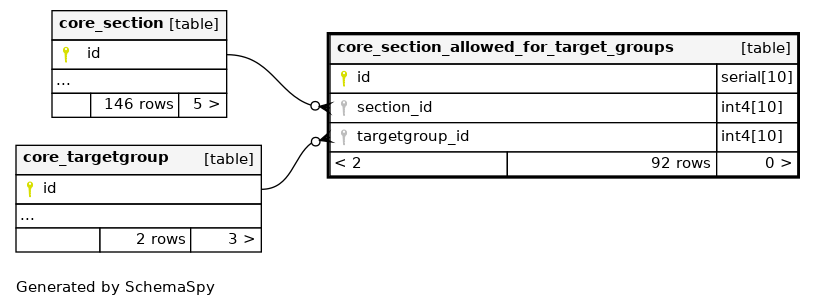 core_section [table]
id
...
146 rows 5 >
core_targetgroup [table]
id
...
2 rows 3 >
core_section_allowed_for_target_groups [table]
id serial[10]
section_id int4[10]
targetgroup_id int4[10]
< 2 92 rows 0 >
Generated by SchemaSpy